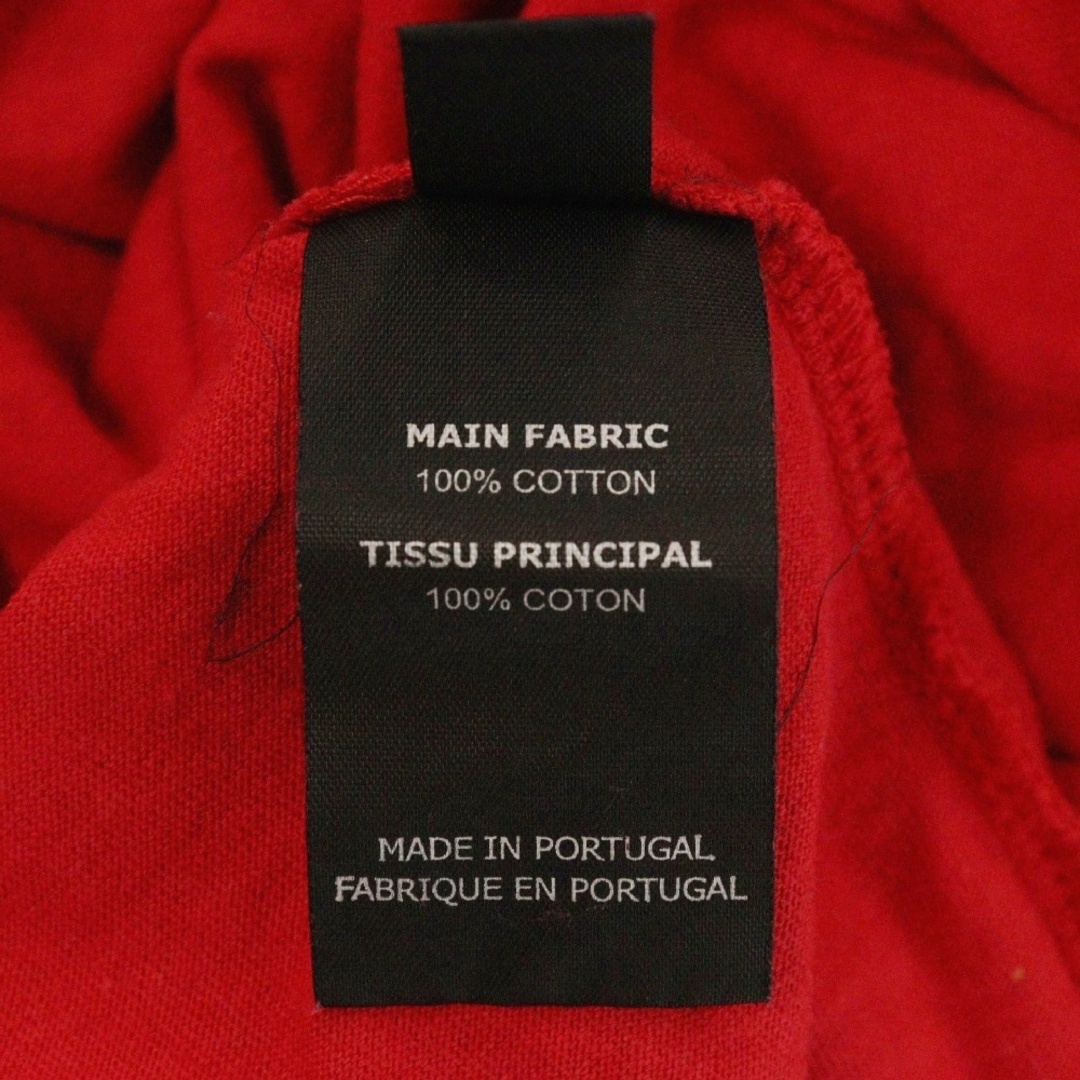 MAIN FABRIC
100% COTTON
TISSU PRINCIPAL
100% COTON
MADE IN PORTUGAL
FABRIQUE EN PORTUGAL